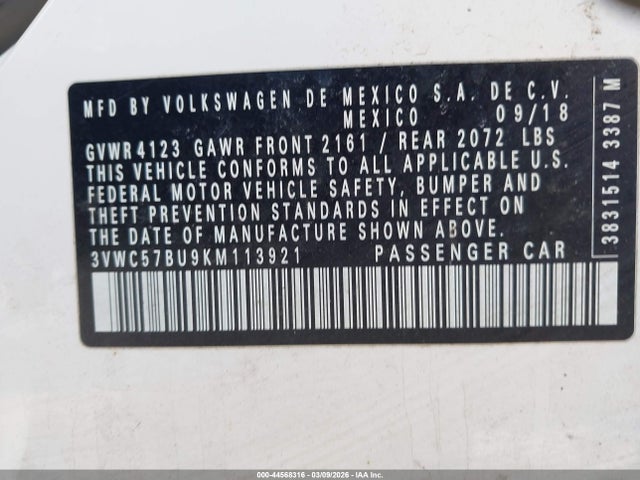 MFD BY VOLKSWAGEN DE MEXICO S.A. DE C.V.
MEXICO 09/18
GVWR 4123 GAWR FRONT 2161 / REAR 2072 LBS
THIS VEHICLE CONFORMS TO ALL APPLICABLE U.S.
FEDERAL MOTOR VEHICLE SAFETY, BUMPER AND
THEFT PREVENTION STANDARDS IN EFFECT ON
THE DATE OF MANUFACTURE SHOWN ABOVE.
3VWC57BU9KM113921 PASSENGER CAR
3831514 3387 M
000-44568316 | 03/09/2026 - IAAI.CA